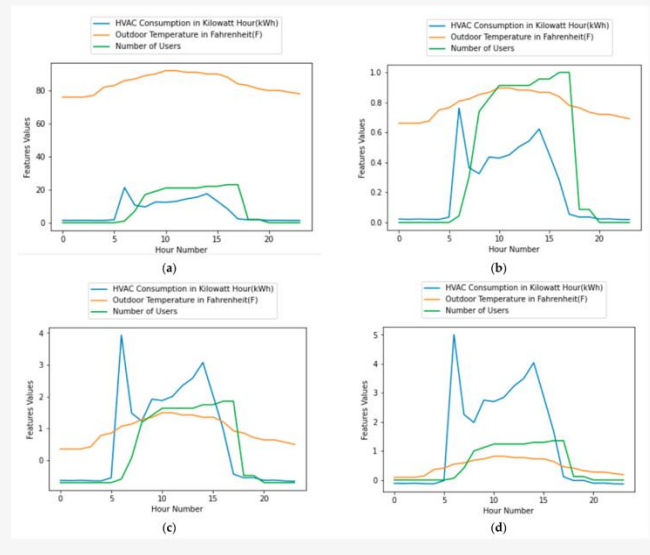 HVAC Consumption in Kilowatt Hour(kWh)
Outdoor Temperature in Fahrenheit(F)
Number of Users
Features Values
80
60
40
20
0
0 5 10 15 20
Hour Number
(a)
HVAC Consumption in Kilowatt Hour(kWh)
Outdoor Temperature in Fahrenheit(F)
Number of Users
Features Values
1.0
0.8
0.6
0.4
0.2
0.0
0 5 10 15 20
Hour Number
(b)
HVAC Consumption in Kilowatt Hour(kWh)
Outdoor Temperature in Fahrenheit(F)
Number of Users
Features Values
4
3
2
1
0
0 5 10 15 20
Hour Number
(c)
HVAC Consumption in Kilowatt Hour(kWh)
Outdoor Temperature in Fahrenheit(F)
Number of Users
Features Values
5
4
3
2
1
0
0 5 10 15 20
Hour Number
(d)